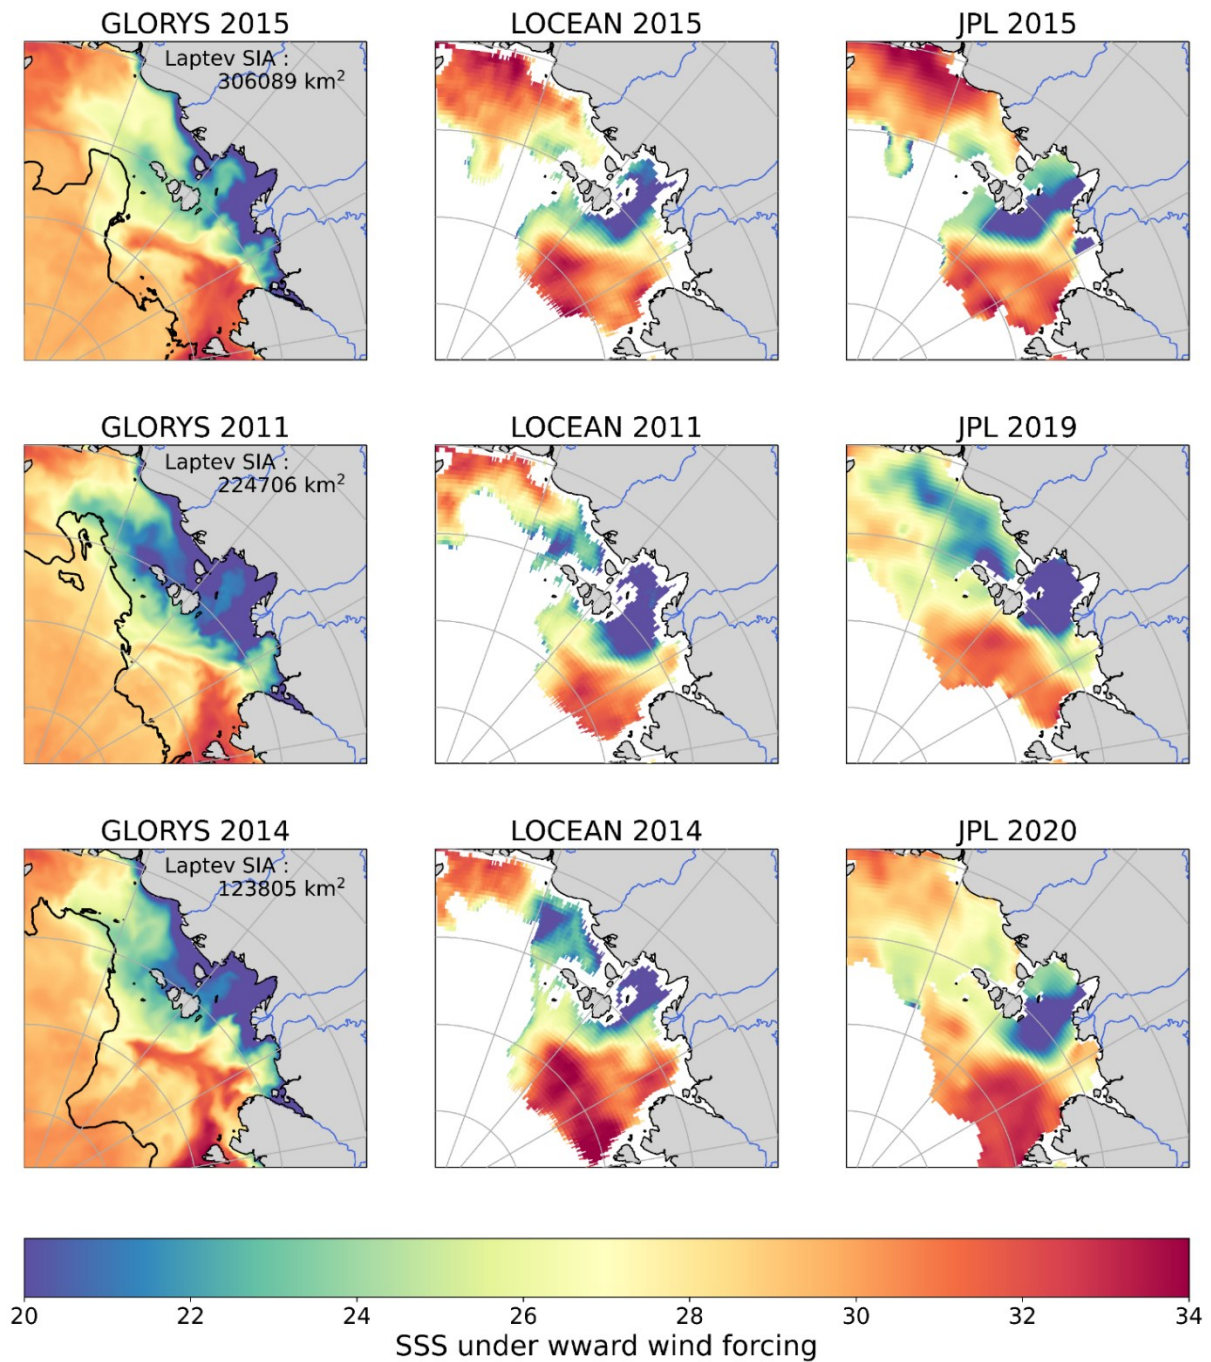 GLORYS 2015
LOCEAN 2015
JPL 2015
Laptev SIA :
306089 km²
GLORYS 2011
LOCEAN 2011
JPL 2019
Laptev SIA :
224706 km²
GLORYS 2014
LOCEAN 2014
JPL 2020
Laptev SIA :
123805 km²
20 22 24 26 28 30 32 34
SSS under wward wind forcing